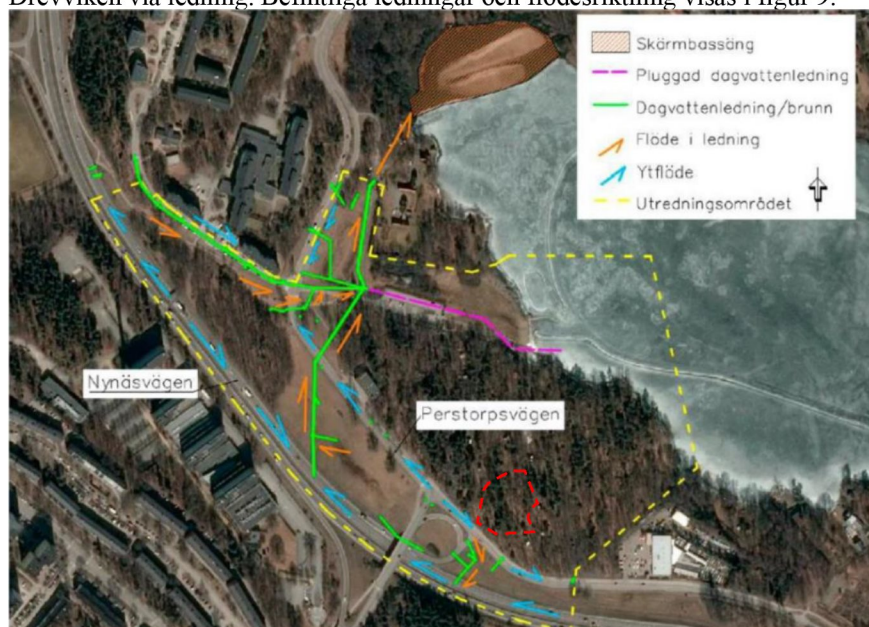 Drevviken via ledning. Befintliga ledningar och flödesriktning visas i figur 9.
Skärmbassäng
Pluggad dagvattenledning
Dagvattenledning/brunn
Flöde i ledning
Ytflöde
Utredningsområdet
Nynäsvägen
Perstorpsvägen